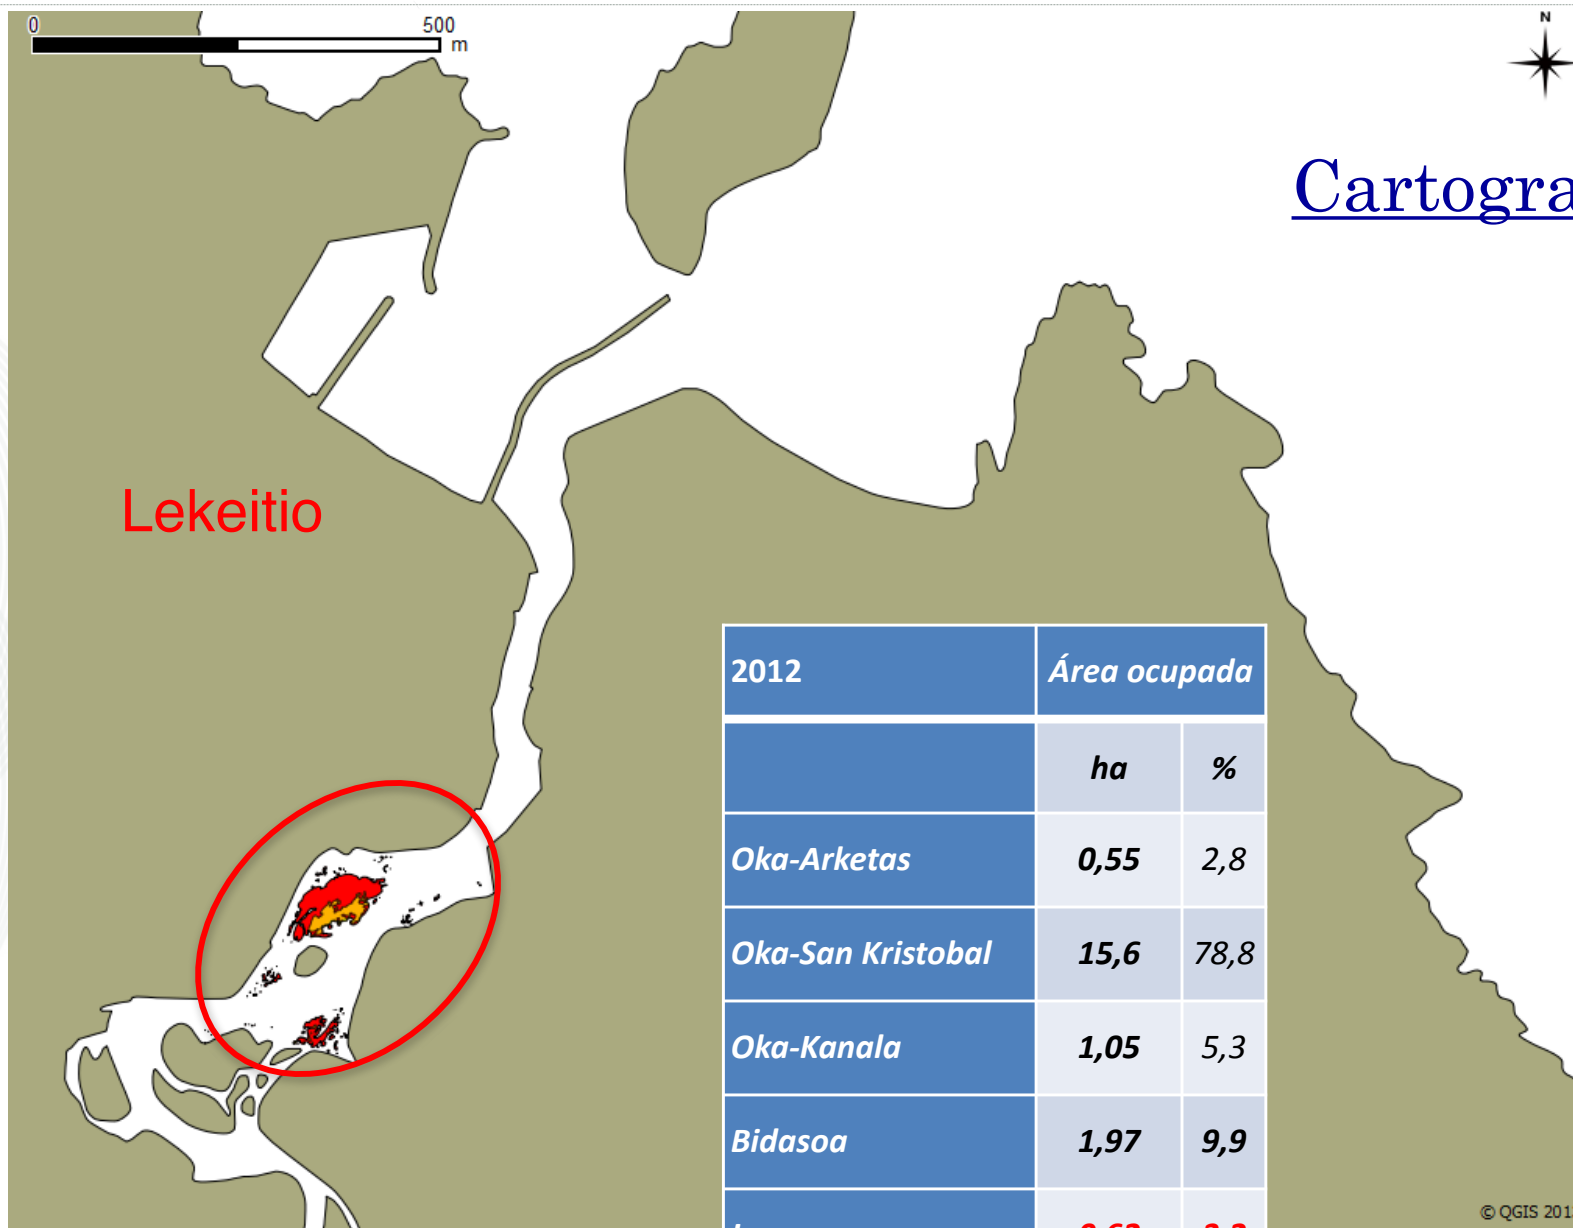 0 500
m
N
Cartogra
Lekeitio
2012 Área ocupada
ha %
Oka-Arketas 0,55 2,8
Oka-San Kristobal 15,6 78,8
Oka-Kanala 1,05 5,3
Bidasoa 1,97 9,9
© QGIS 201